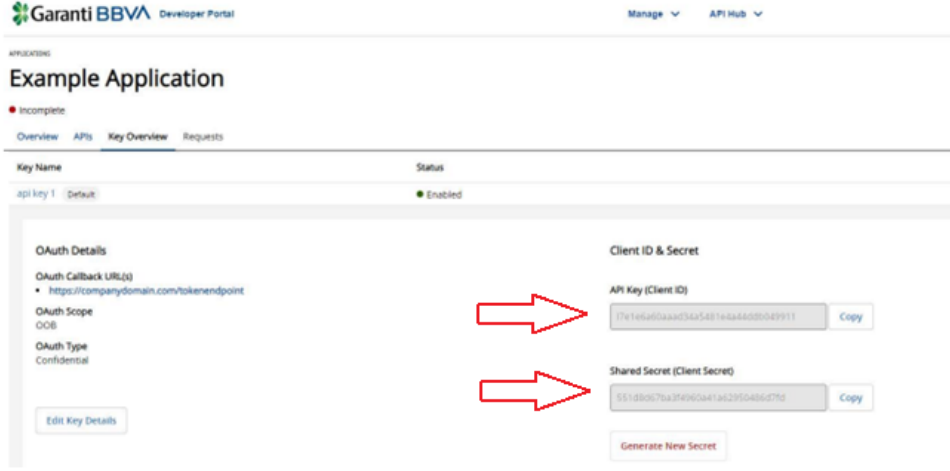 Garanti BBVA Developer Portal
Manage API Hub
APPLICATIONS
Example Application
Incomplete
Overview APIs Key Overview Requests
Key Name Status
api key 1 Default Enabled
OAuth Details
Client ID & Secret
OAuth Callback URL(s)
https://companydomain.com/tokenendpoint
API Key (Client ID)
Copy
OAuth Scope
OOB
OAuth Type
Confidential
Shared Secret (Client Secret)
Copy
Edit Key Details
Generate New Secret